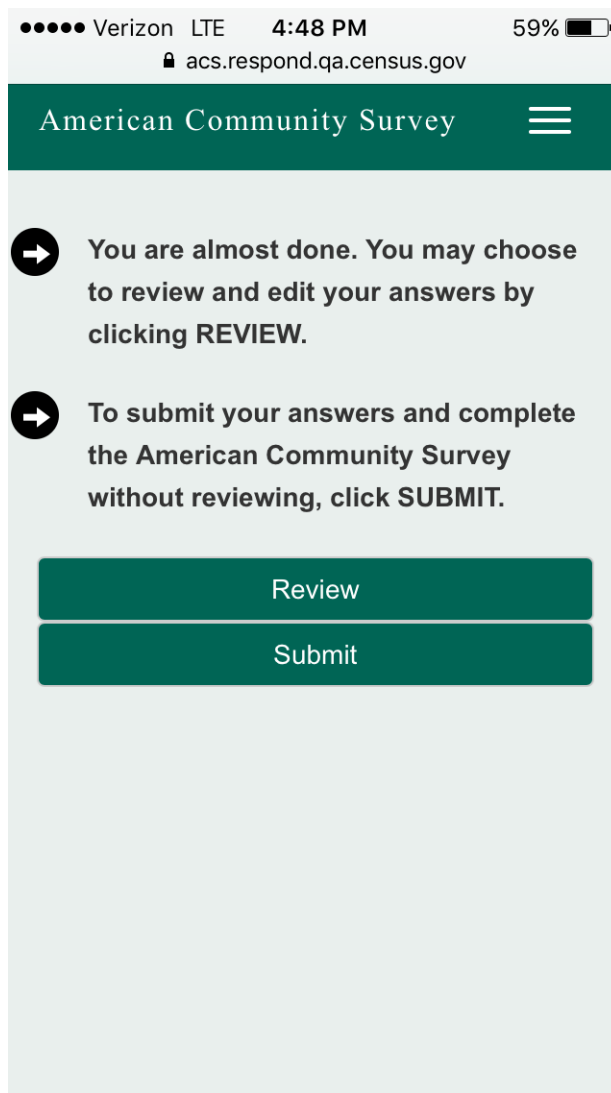 Verizon LTE 4:48 PM 59%
acs.respond.qa.census.gov
American Community Survey
You are almost done. You may choose
to review and edit your answers by
clicking REVIEW.
To submit your answers and complete
the American Community Survey
without reviewing, click SUBMIT.
Review
Submit